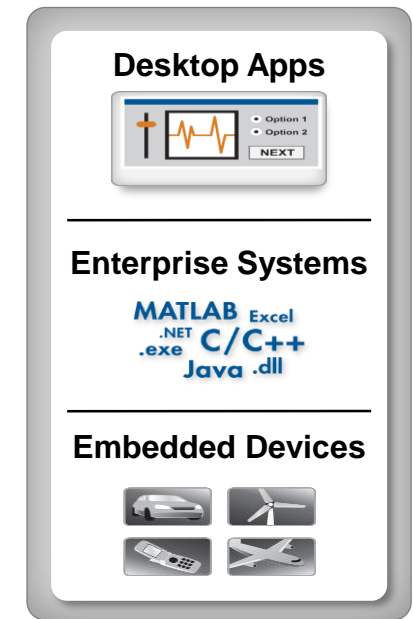 Desktop Apps
Option 1
Option 2
NEXT
Enterprise Systems
MATLAB Excel
.NET C/C++
.exe
Java .dll
Embedded Devices